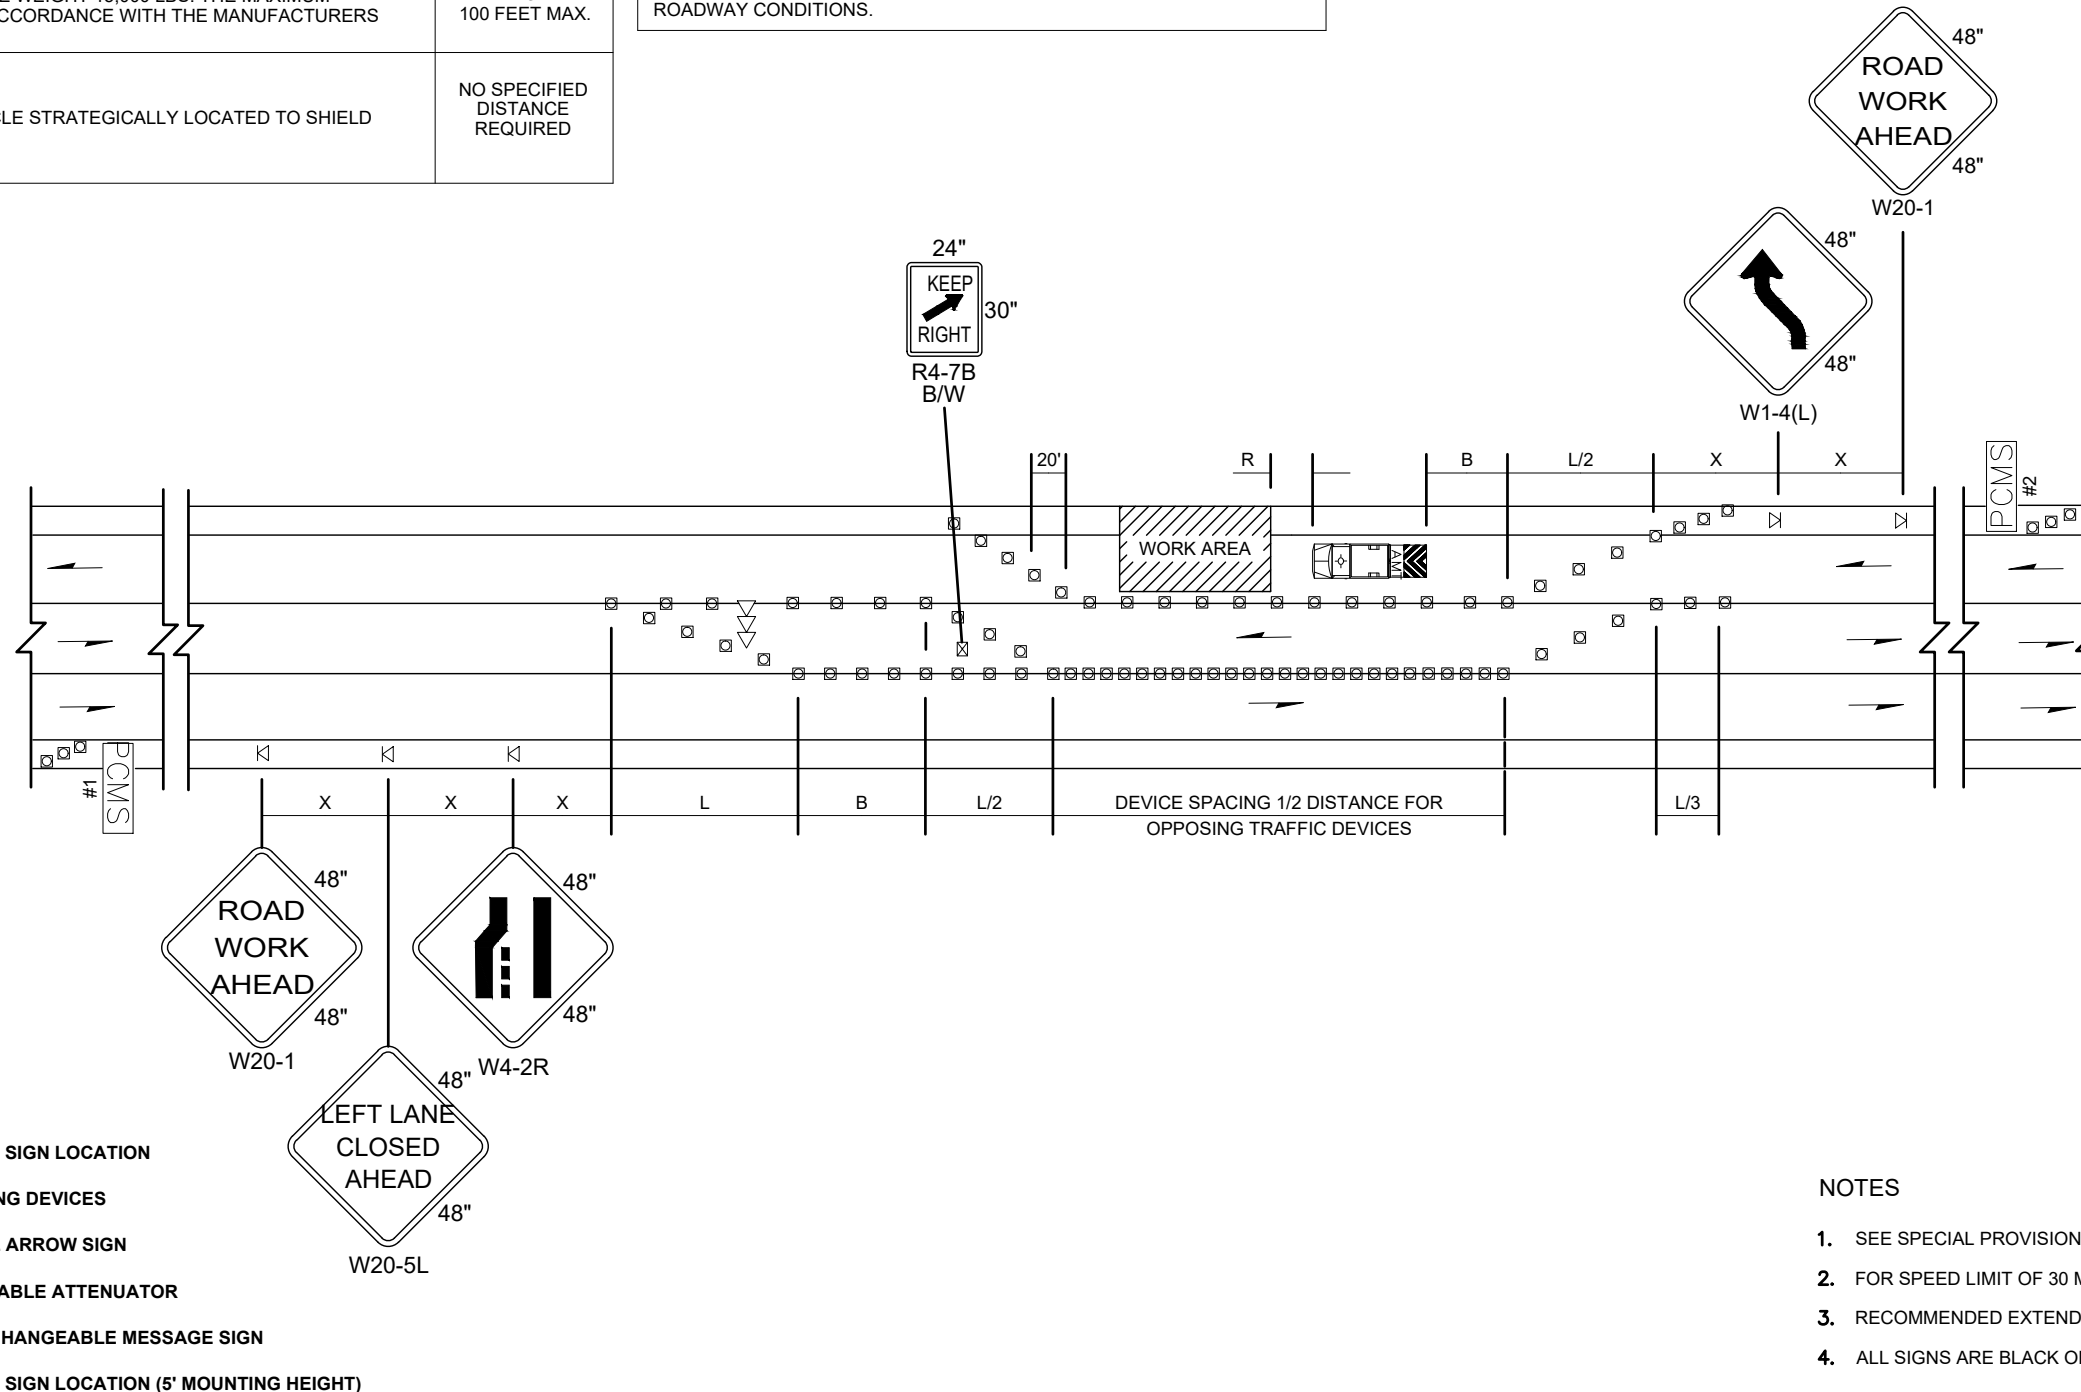 100 FEET MAX.
CCORDANCE WITH THE MANUFACTURERS
ROADWAY CONDITIONS.
CLE STRATEGICALLY LOCATED TO SHIELD
NO SPECIFIED
DISTANCE
REQUIRED
ROAD
WORK
AHEAD
48"
48"
W20-1
48"
48"
W1-4(L)
24"
KEEP
RIGHT
30"
R4-7B
B/W
20'
R
B
L/2
X
X
PCMS
#2
WORK AREA
AMT
PCMS
#1
X
X
X
L
B
L/2
DEVICE SPACING 1/2 DISTANCE FOR
OPPOSING TRAFFIC DEVICES
L/3
ROAD
WORK
AHEAD
48"
48"
W20-1
48"
48"
W4-2R
LEFT LANE
CLOSED
AHEAD
48"
48"
W20-5L
SIGN LOCATION
NG DEVICES
ARROW SIGN
ABLE ATTENUATOR
HANGEABLE MESSAGE SIGN
SIGN LOCATION (5' MOUNTING HEIGHT)
NOTES
1. SEE SPECIAL PROVISION
2. FOR SPEED LIMIT OF 30 M
3. RECOMMENDED EXTEND
4. ALL SIGNS ARE BLACK O